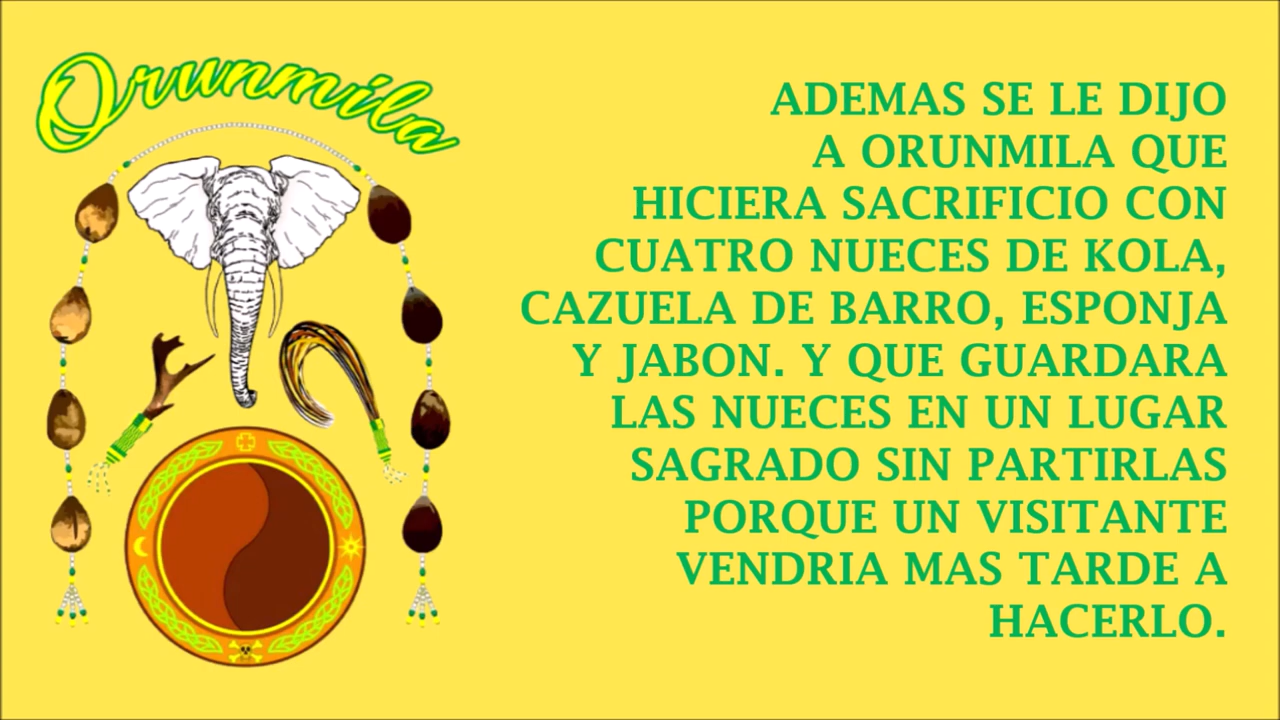 Orunmila
ADEMAS SE LE DIJO
A ORUNMILA QUE
HICIERA SACRIFICIO CON
CUATRO NUECES DE KOLA,
CAZUELA DE BARRO, ESPONJA
Y JABON. Y QUE GUARDARA
LAS NUECES EN UN LUGAR
SAGRADO SIN PARTIRLAS
PORQUE UN VISITANTE
VENDRIA MAS TARDE A
HACERLO.